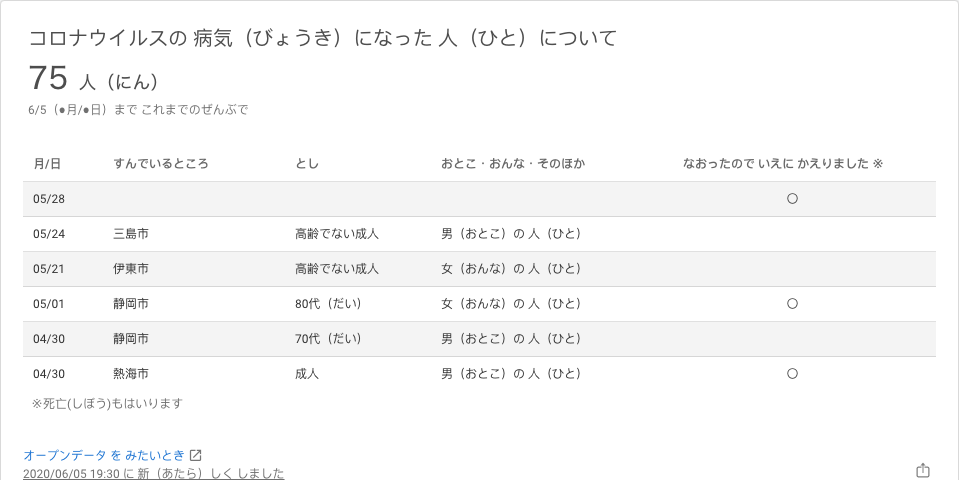 コロナウイルスの 病気（びょうき）になった 人（ひと）について
75 人（にん）
6/5（●月/●日）まで これまでのぜんぶで
月/日 すんでいるところ とし おとこ・おんな・そのほか なおったので いえに かえりました ※
05/28 ○
05/24 三島市 高齢でない成人 男（おとこ）の 人（ひと）
05/21 伊東市 高齢でない成人 女（おんな）の 人（ひと）
05/01 静岡市 80代（だい） 女（おんな）の 人（ひと） ○
04/30 静岡市 70代（だい） 男（おとこ）の 人（ひと）
04/30 熱海市 成人 男（おとこ）の 人（ひと） ○
※死亡(しぼう)もはいります
オープンデータ を みたいとき
2020/06/05 19:30 に 新（あたら）しく しました